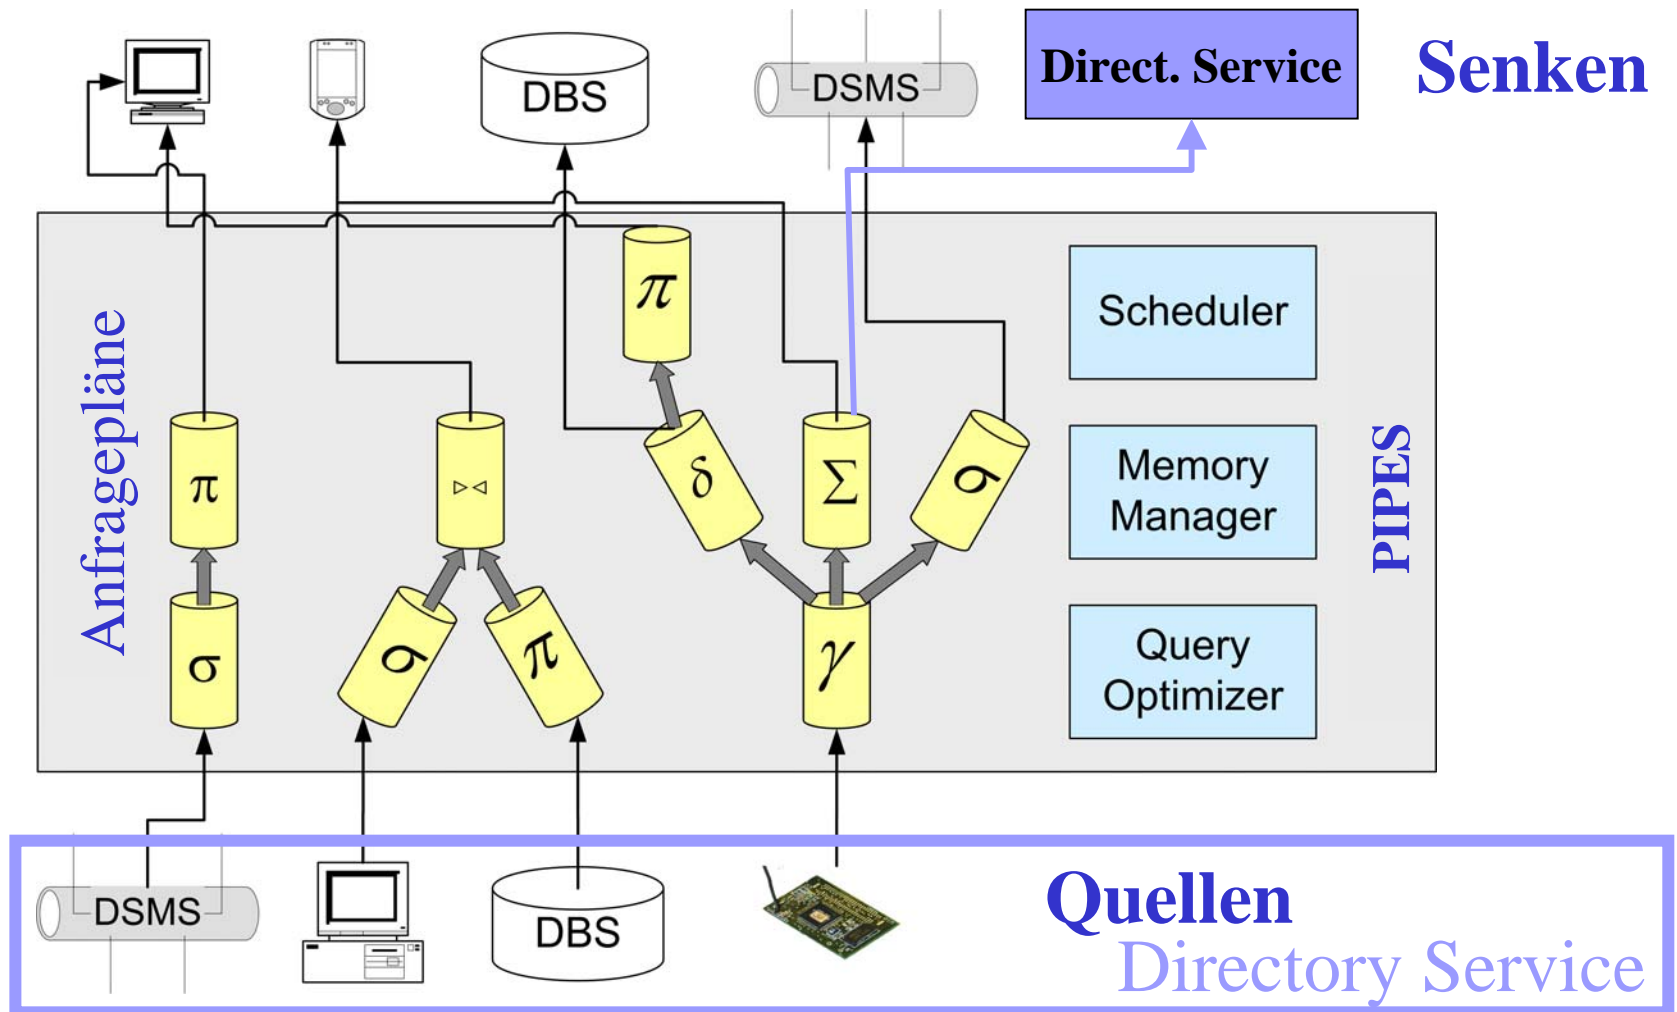 DBS
DSMS
Direct. Service
Senken
Anfragepläne
π
Scheduler
π
▷◁
δ
Σ
σ
Memory
Manager
PIPES
σ
σ
π
γ
Query
Optimizer
DSMS
DBS
Quellen
Directory Service